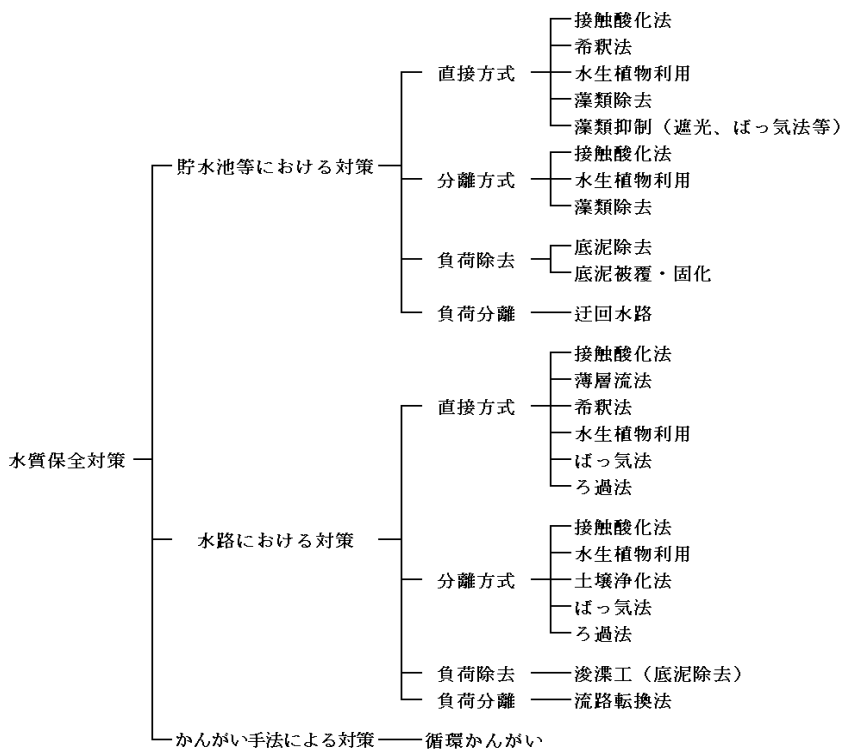 水質保全対策
貯水池等における対策
直接方式
接触酸化法
希釈法
水生植物利用
藻類除去
藻類抑制（遮光、ばっ気法等）
分離方式
接触酸化法
水生植物利用
藻類除去
負荷除去
底泥除去
底泥被覆・固化
負荷分離
迂回水路
水路における対策
直接方式
接触酸化法
薄層流法
希釈法
水生植物利用
ばっ気法
ろ過法
分離方式
接触酸化法
水生植物利用
土壌浄化法
ばっ気法
ろ過法
負荷除去
浚渫工（底泥除去）
負荷分離
流路転換法
かんがい手法による対策
循環かんがい